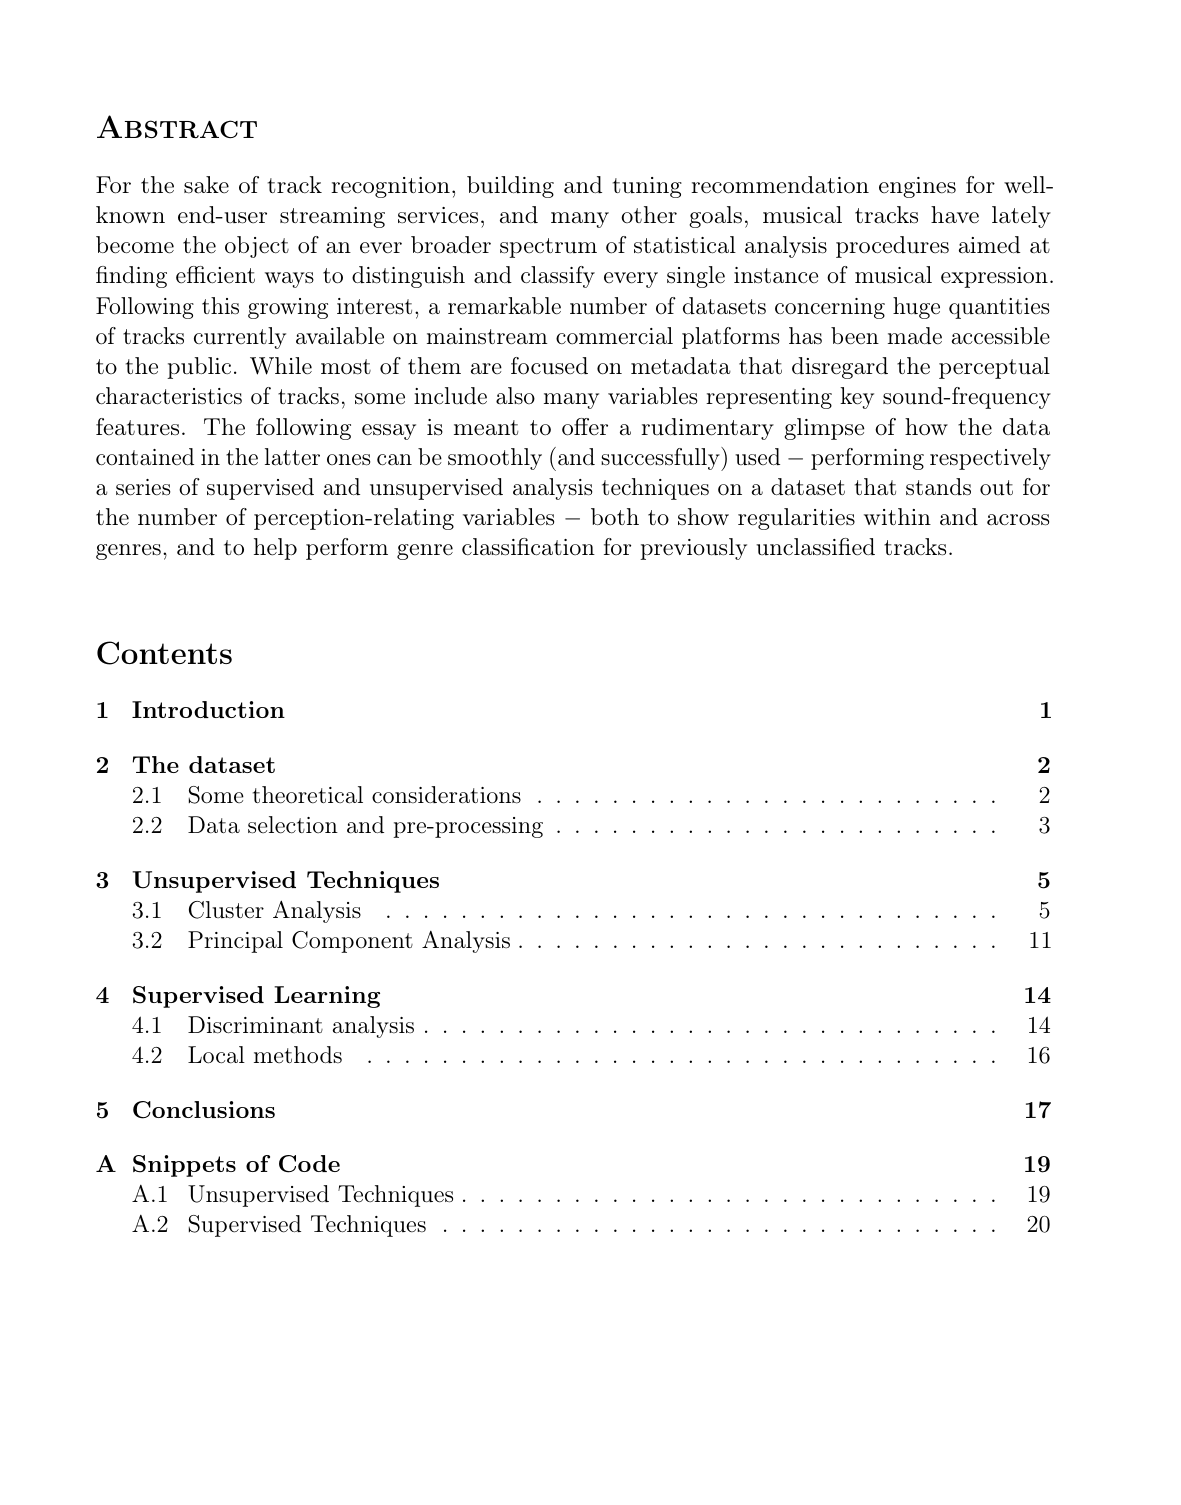 Abstract
For the sake of track recognition, building and tuning recommendation engines for well-
known end-user streaming services, and many other goals, musical tracks have lately
become the object of an ever broader spectrum of statistical analysis procedures aimed at
finding efficient ways to distinguish and classify every single instance of musical expression.
Following this growing interest, a remarkable number of datasets concerning huge quantities
of tracks currently available on mainstream commercial platforms has been made accessible
to the public. While most of them are focused on metadata that disregard the perceptual
characteristics of tracks, some include also many variables representing key sound-frequency
features. The following essay is meant to offer a rudimentary glimpse of how the data
contained in the latter ones can be smoothly (and successfully) used – performing respectively
a series of supervised and unsupervised analysis techniques on a dataset that stands out for
the number of perception-relating variables – both to show regularities within and across
genres, and to help perform genre classification for previously unclassified tracks.
Contents
1 Introduction 1
2 The dataset 2
2.1 Some theoretical considerations . . . . . . . . . . . . . . . . . . . . . . . . . 2
2.2 Data selection and pre-processing . . . . . . . . . . . . . . . . . . . . . . . . 3
3 Unsupervised Techniques 5
3.1 Cluster Analysis . . . . . . . . . . . . . . . . . . . . . . . . . . . . . . . . . 5
3.2 Principal Component Analysis . . . . . . . . . . . . . . . . . . . . . . . . . . 11
4 Supervised Learning 14
4.1 Discriminant analysis . . . . . . . . . . . . . . . . . . . . . . . . . . . . . . . 14
4.2 Local methods . . . . . . . . . . . . . . . . . . . . . . . . . . . . . . . . . . 16
5 Conclusions 17
A Snippets of Code 19
A.1 Unsupervised Techniques . . . . . . . . . . . . . . . . . . . . . . . . . . . . . 19
A.2 Supervised Techniques . . . . . . . . . . . . . . . . . . . . . . . . . . . . . . 20